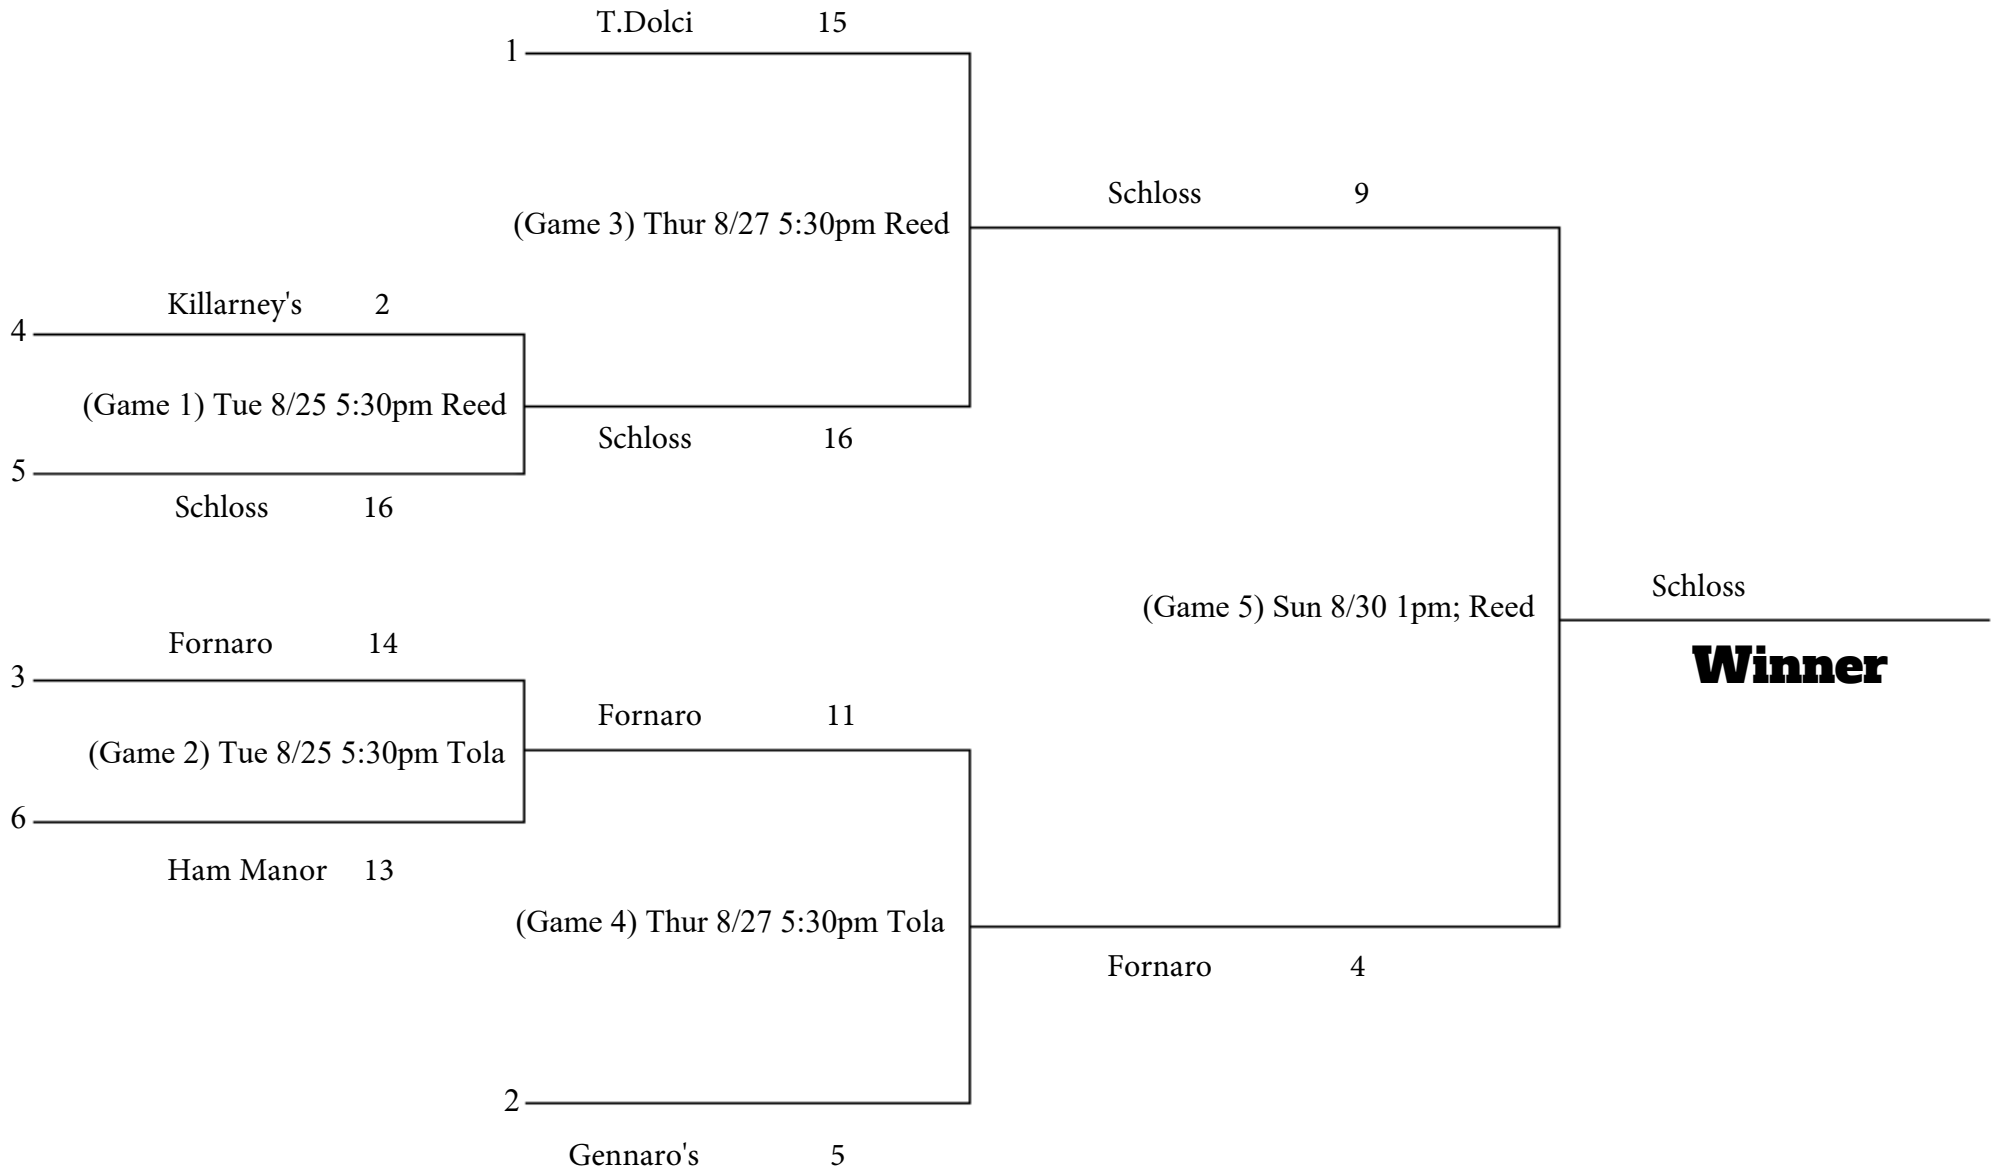 T.Dolci 15
1
Schloss 9
(Game 3) Thur 8/27 5:30pm Reed
Killarney's 2
4
(Game 1) Tue 8/25 5:30pm Reed
Schloss 16
5
Schloss 16
Schloss
(Game 5) Sun 8/30 1pm; Reed
Winner
Fornaro 14
3
Fornaro 11
(Game 2) Tue 8/25 5:30pm Tola
6
Ham Manor 13
(Game 4) Thur 8/27 5:30pm Tola
Fornaro 4
2
Gennaro's 5